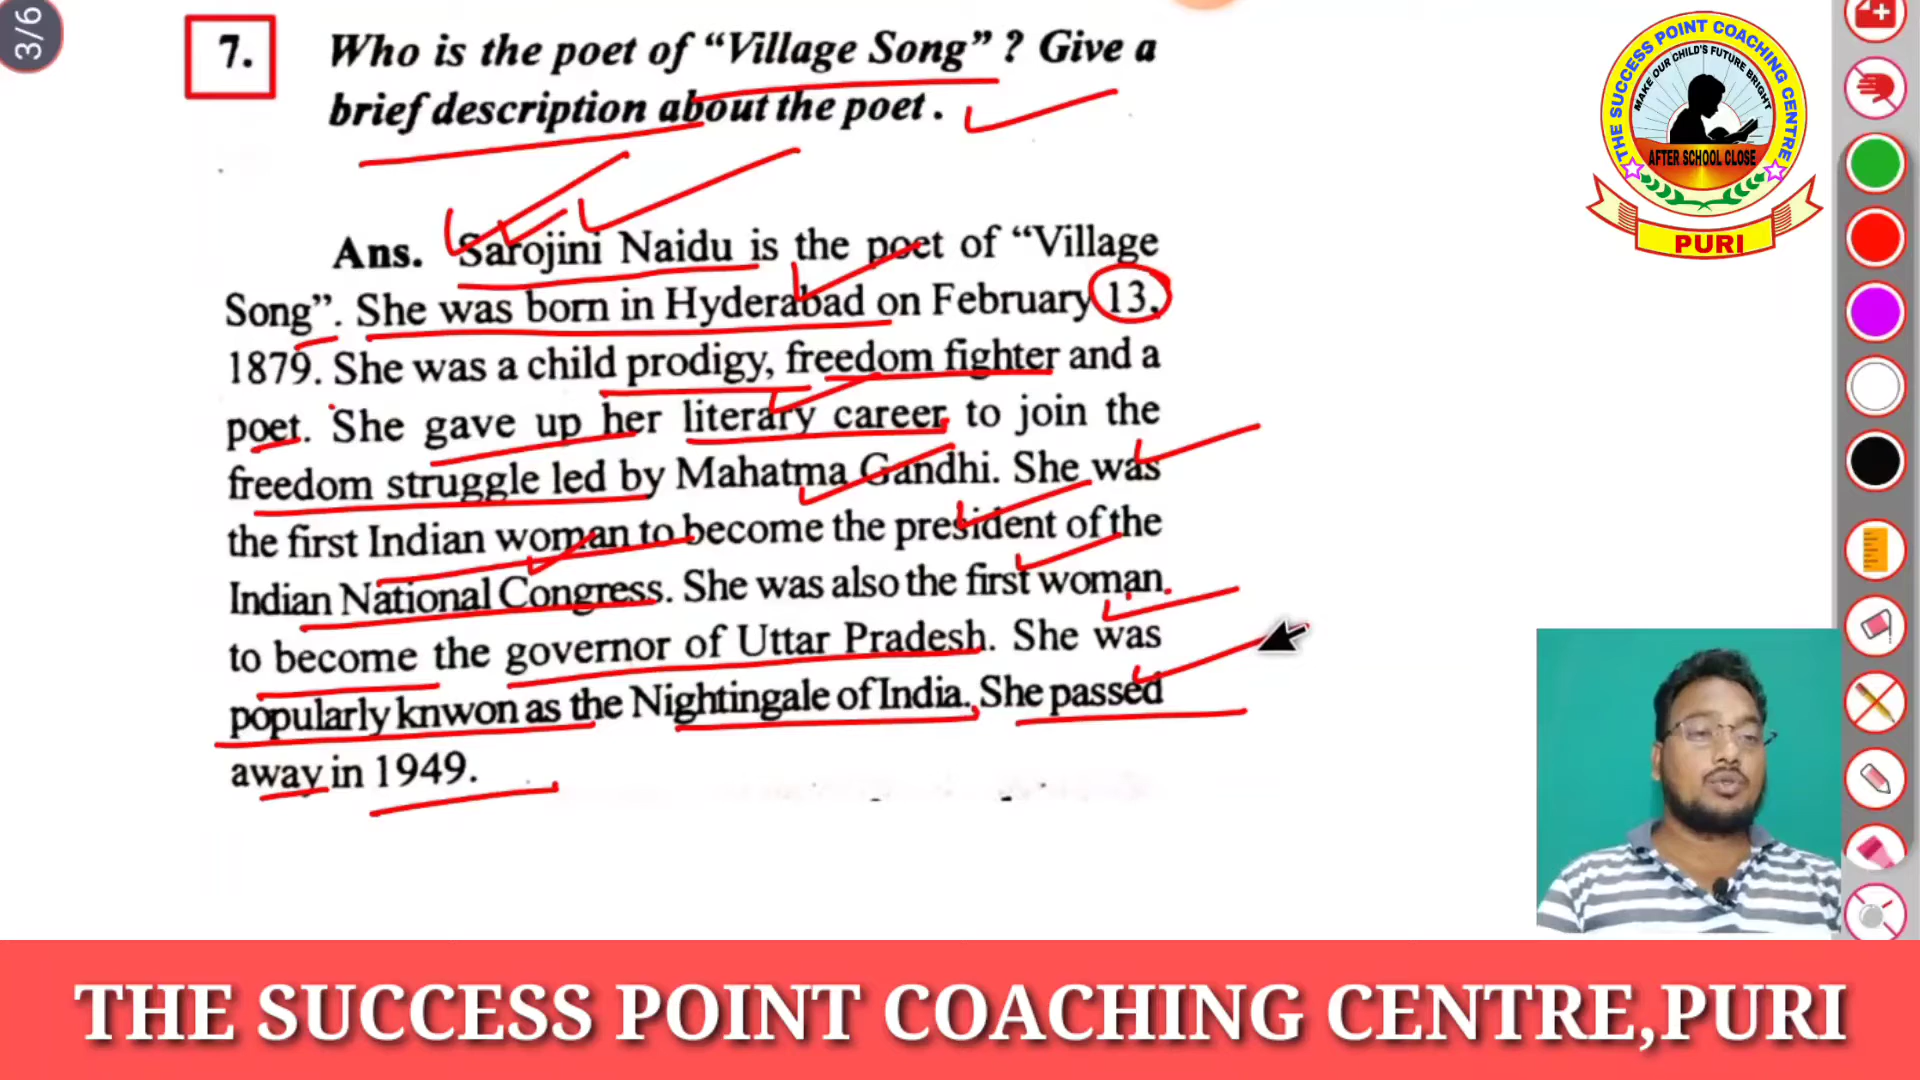 3/6
7. Who is the poet of “Village Song” ? Give a
brief description about the poet .
Ans. Sarojini Naidu is the poet of “Village
Song”. She was born in Hyderabad on February 13,
1879. She was a child prodigy, freedom fighter and a
poet. She gave up her literary career to join the
freedom struggle led by Mahatma Gandhi. She was
the first Indian woman to become the president of the
Indian National Congress. She was also the first woman
to become the governor of Uttar Pradesh. She was
popularly knwon as the Nightingale of India. She passed
away in 1949.
THE SUCCESS POINT COACHING CENTRE
MAKE OUR CHILD'S FUTURE BRIGHT
AFTER SCHOOL CLOSE
PURI
THE SUCCESS POINT COACHING CENTRE,PURI